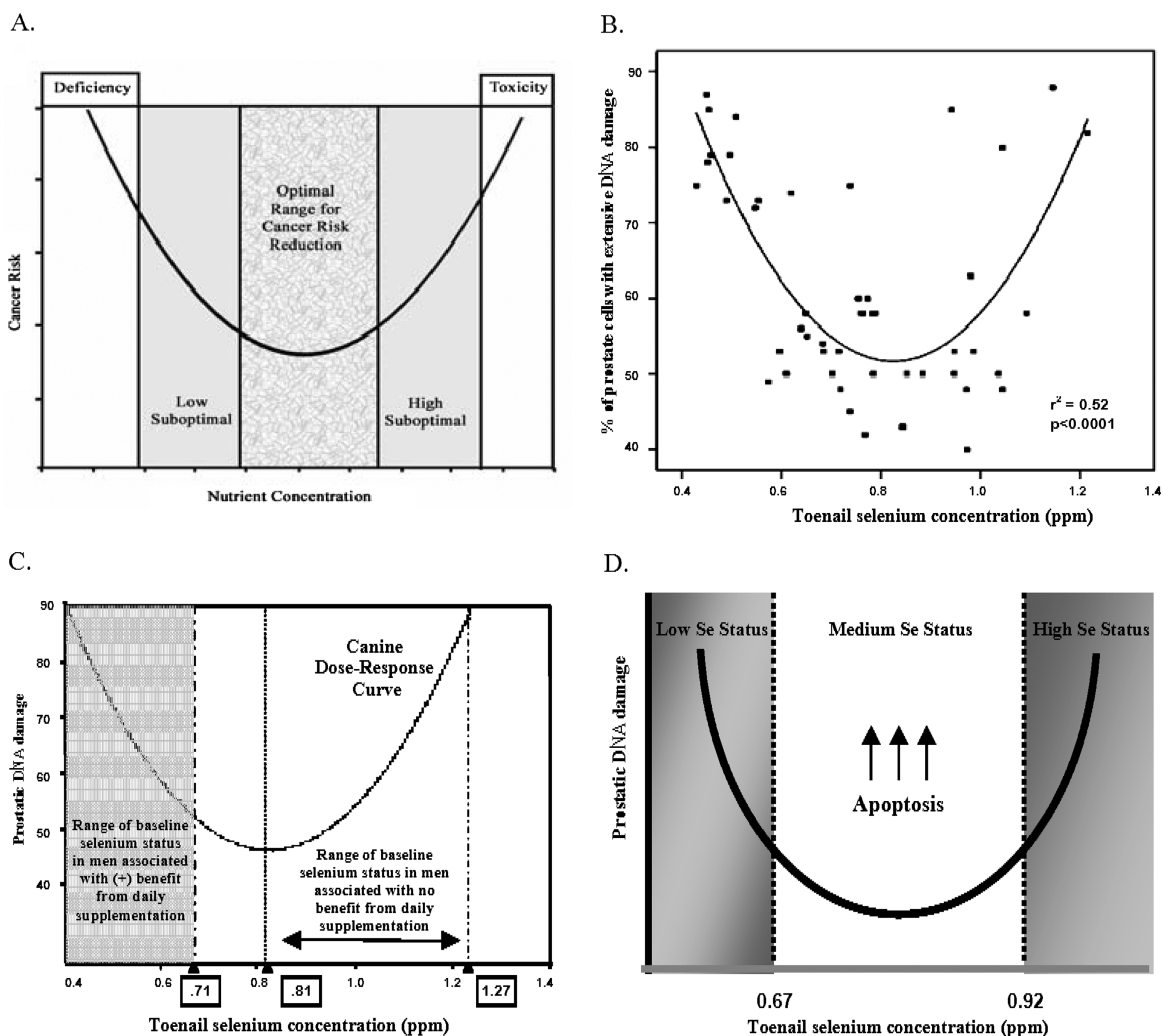 A.
Deficiency
Toxicity
Optimal
Range for
Cancer Risk
Reduction
Low
Suboptimal
High
Suboptimal
Cancer Risk
Nutrient Concentration
B.
% of prostate cells with extensive DNA damage
90
80
70
60
50
40
r² = 0.52
p<0.0001
0.4
0.6
0.8
1.0
1.2
1.4
Toenail selenium concentration (ppm)
C.
Prostatic DNA damage
90
80
70
60
50
40
Canine
Dose-Response
Curve
Range of baseline
selenium status
in men associated
with (+) benefit
from daily
supplementation
Range of baseline
selenium status in men
associated with no
benefit from daily
supplementation
0.4
0.6
0.8
1.0
1.2
1.4
.71
.81
1.27
Toenail selenium concentration (ppm)
D.
Prostatic DNA damage
Low Se Status
Medium Se Status
High Se Status
Apoptosis
0.67
0.92
Toenail selenium concentration (ppm)